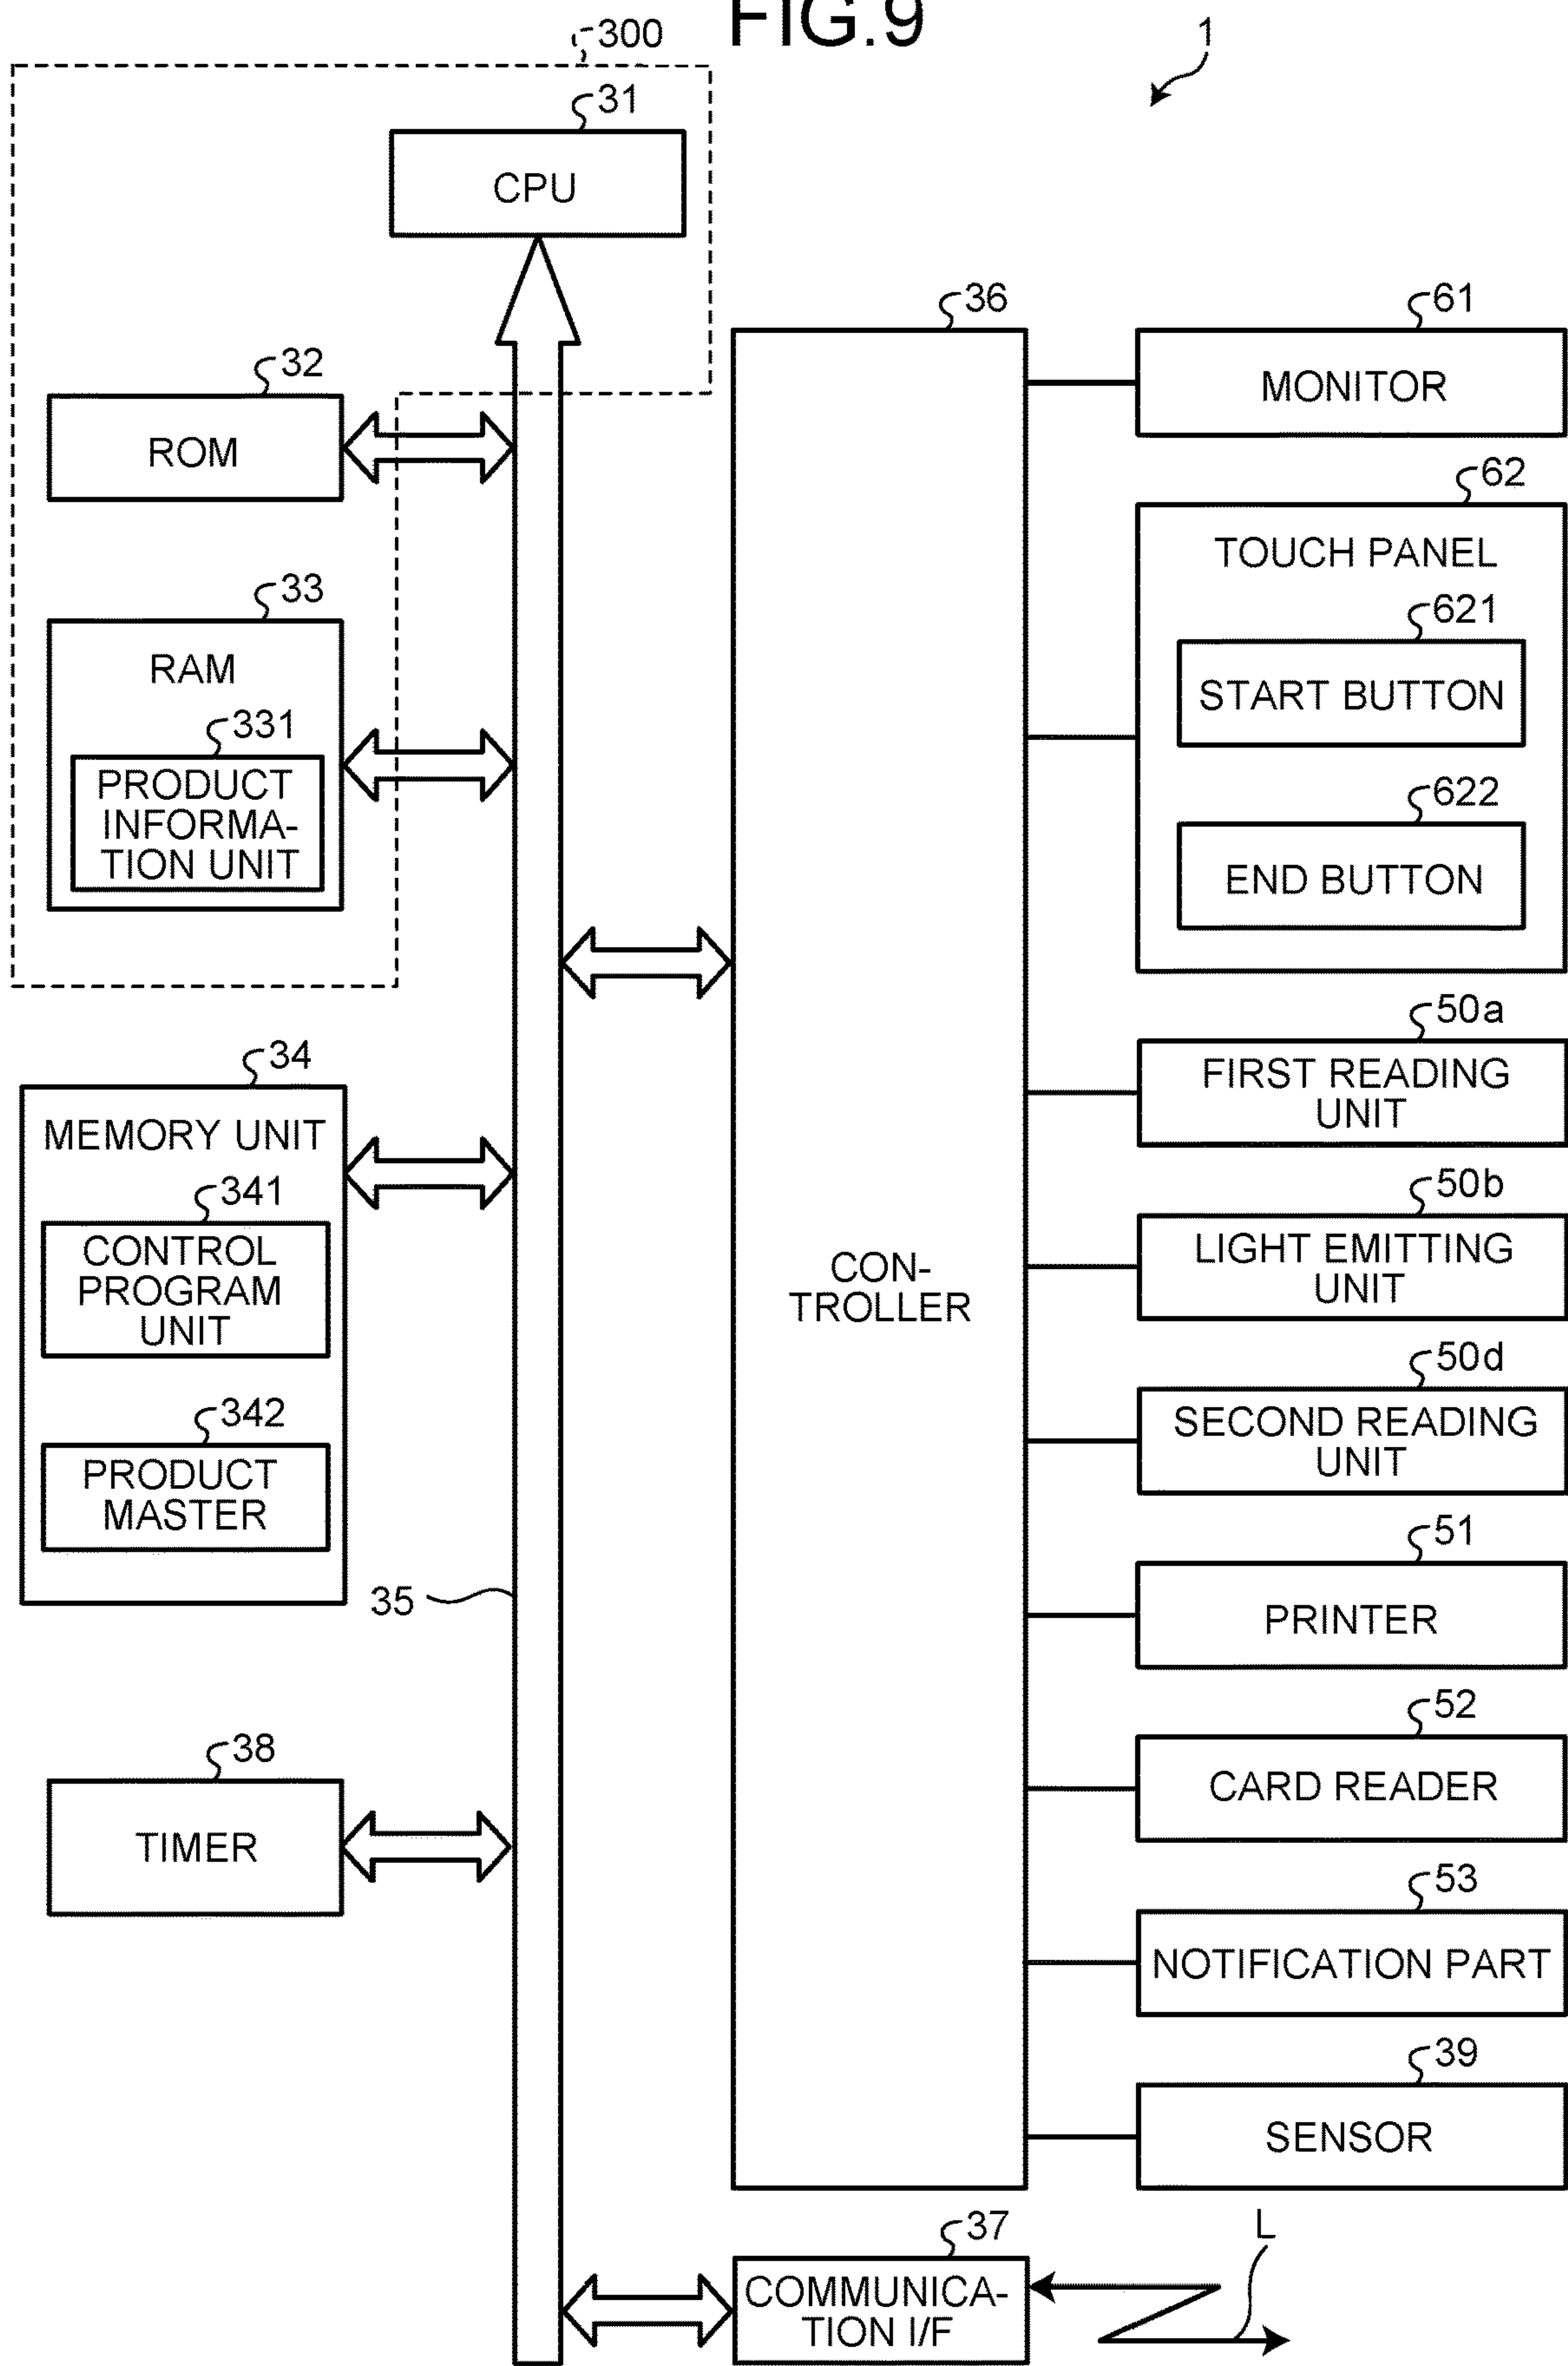 FIG.9
300
1
31
CPU
36
61
MONITOR
32
ROM
62
TOUCH PANEL
621
START BUTTON
622
END BUTTON
33
RAM
331
PRODUCT
INFORMA-
TION UNIT
50a
FIRST READING
UNIT
34
MEMORY UNIT
341
CONTROL
PROGRAM
UNIT
342
PRODUCT
MASTER
50b
LIGHT EMITTING
UNIT
CON-
TROLLER
50d
SECOND READING
UNIT
35
51
PRINTER
38
TIMER
52
CARD READER
53
NOTIFICATION PART
39
SENSOR
37
COMMUNICA-
TION I/F
L